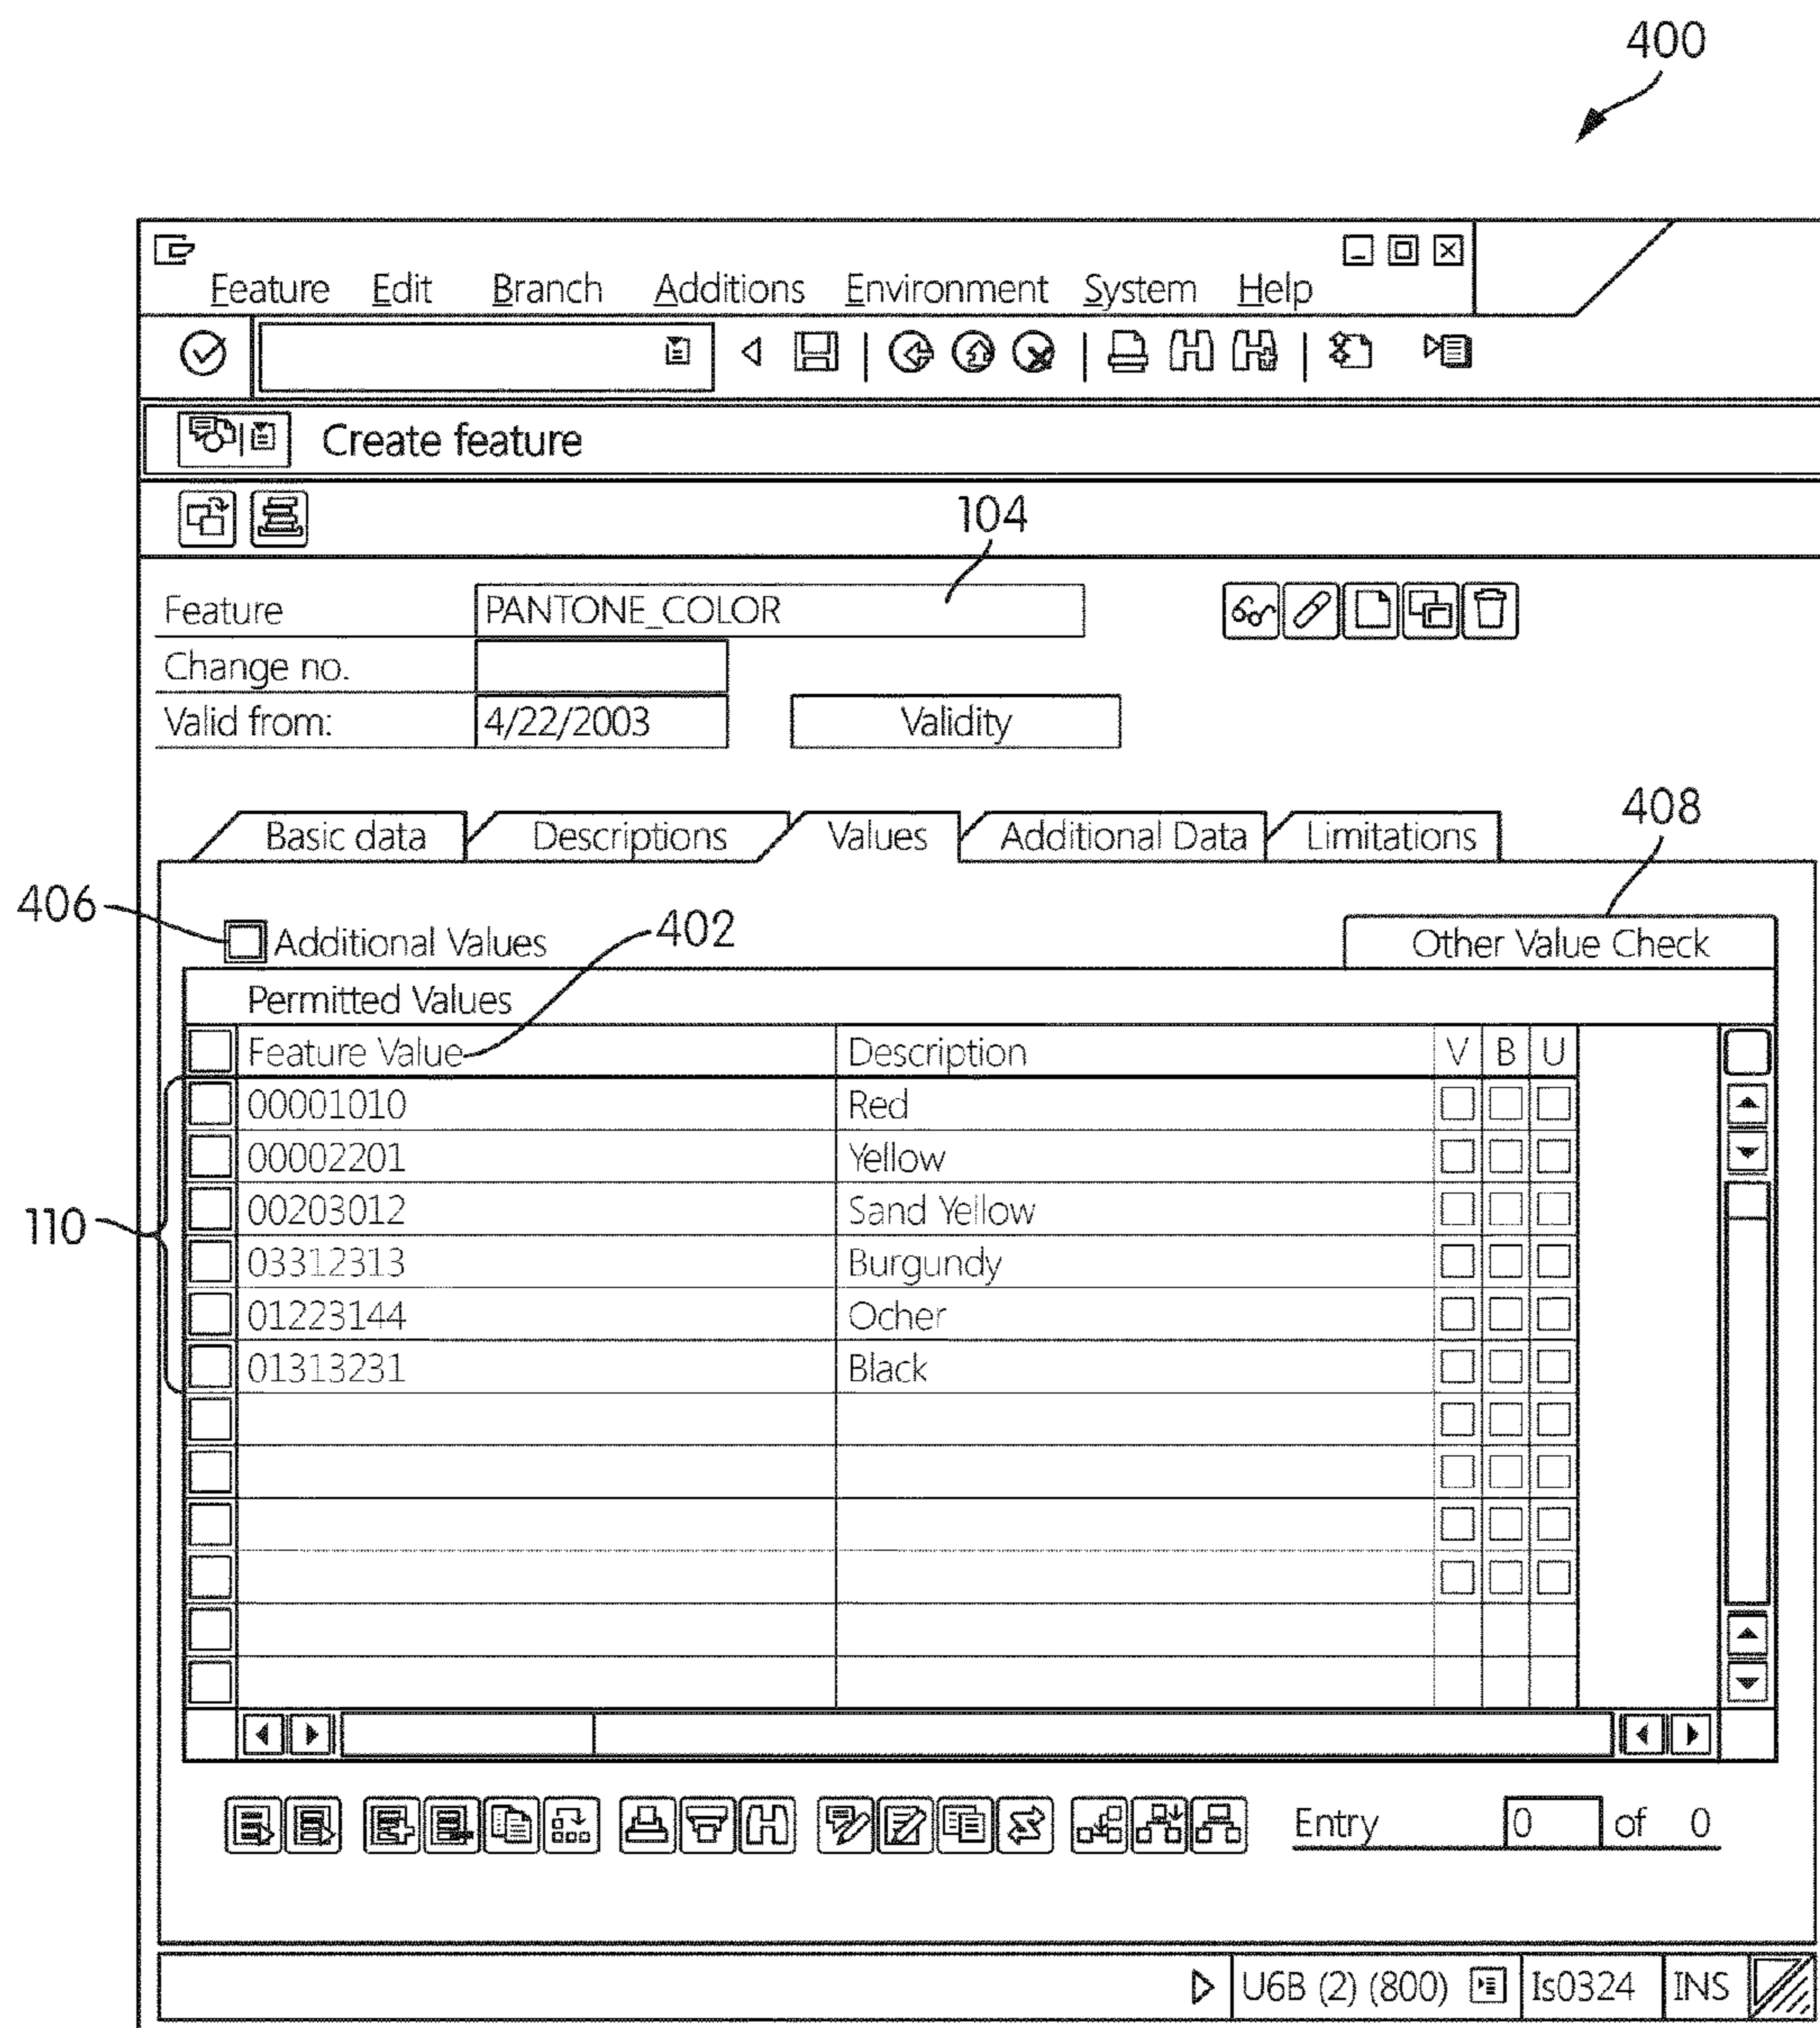 400
Feature Edit Branch Additions Environment System Help
Create feature
104
Feature PANTONE_COLOR
Change no.
Valid from: 4/22/2003 Validity
Basic data Descriptions Values Additional Data Limitations
408
406
402
Additional Values Other Value Check
Permitted Values
Feature Value Description V B U
00001010 Red
00002201 Yellow
00203012 Sand Yellow
110
03312313 Burgundy
01223144 Ocher
01313231 Black
Entry 0 of 0
U6B (2) (800) Is0324 INS